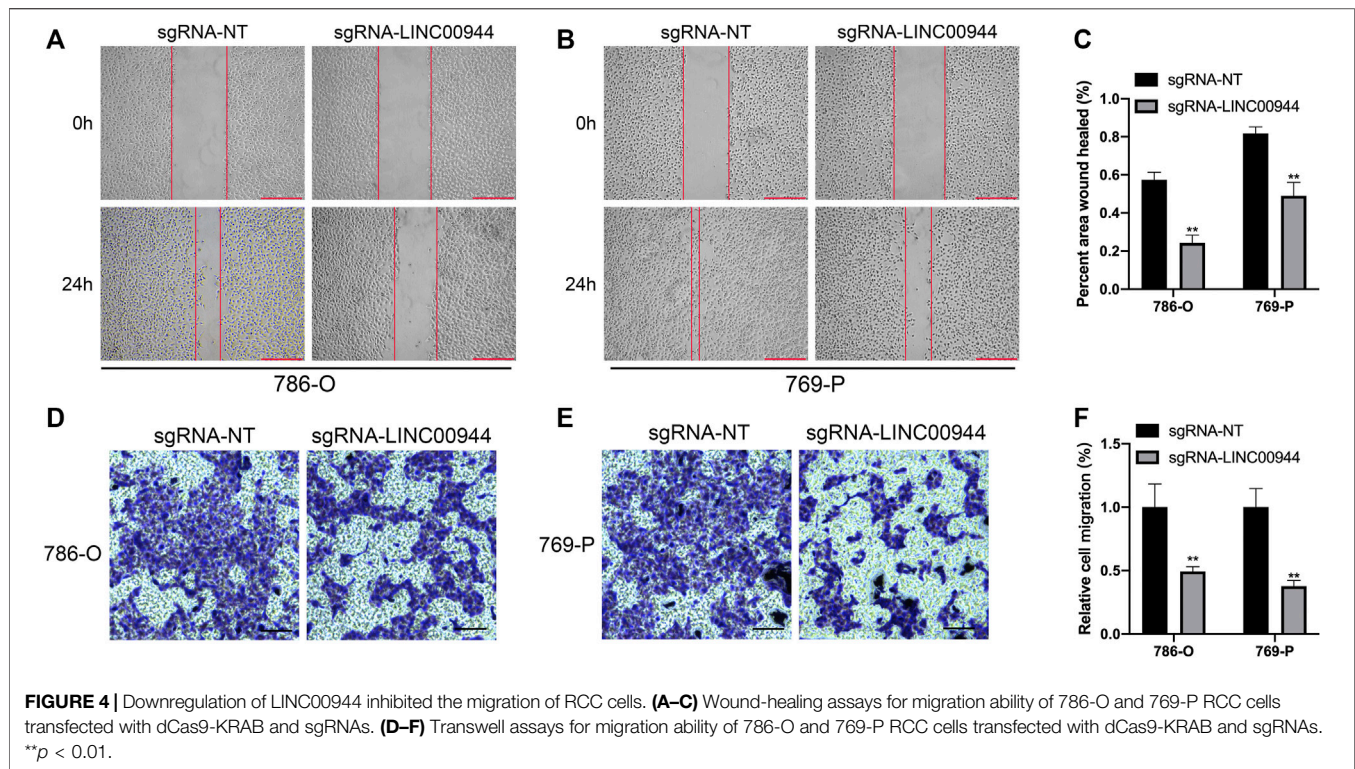 A
sgRNA-NT
sgRNA-LINC00944
0h
24h
786-O
B
sgRNA-NT
sgRNA-LINC00944
0h
24h
769-P
C
sgRNA-NT
sgRNA-LINC00944
Percent area wound healed (%)
1.0
0.8
0.6
0.4
0.2
0.0
**
**
786-O
769-P
D
sgRNA-NT
sgRNA-LINC00944
786-O
E
sgRNA-NT
sgRNA-LINC00944
769-P
F
sgRNA-NT
sgRNA-LINC00944
Relative cell migration (%)
1.5
1.0
0.5
0.0
**
**
786-O
769-P
FIGURE 4 | Downregulation of LINC00944 inhibited the migration of RCC cells. (A–C) Wound-healing assays for migration ability of 786-O and 769-P RCC cells
transfected with dCas9-KRAB and sgRNAs. (D–F) Transwell assays for migration ability of 786-O and 769-P RCC cells transfected with dCas9-KRAB and sgRNAs.
**p < 0.01.